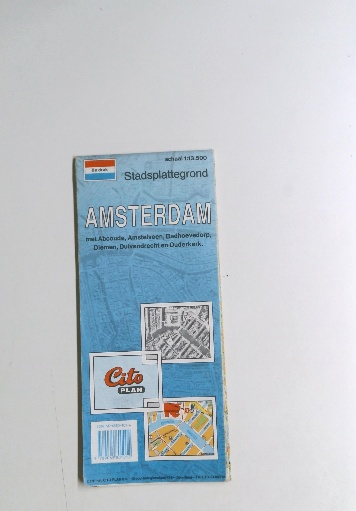 schaal 1:13.500
Stadsplattegrond
AMSTERDAM
met Abcoude, Amstelveen, Badhoevedorp,
Diemen, Duivendrecht en Ouderkerk.
Cito
PLAN